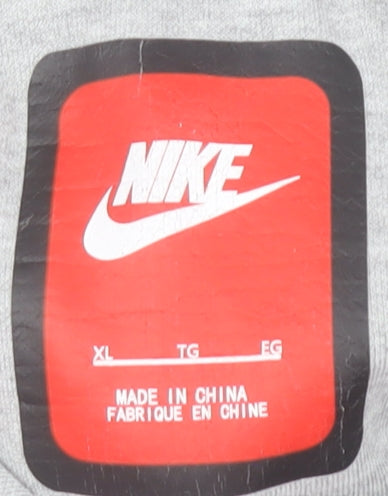 NIKE
XL TG EG
MADE IN CHINA
FABRIQUE EN CHINE